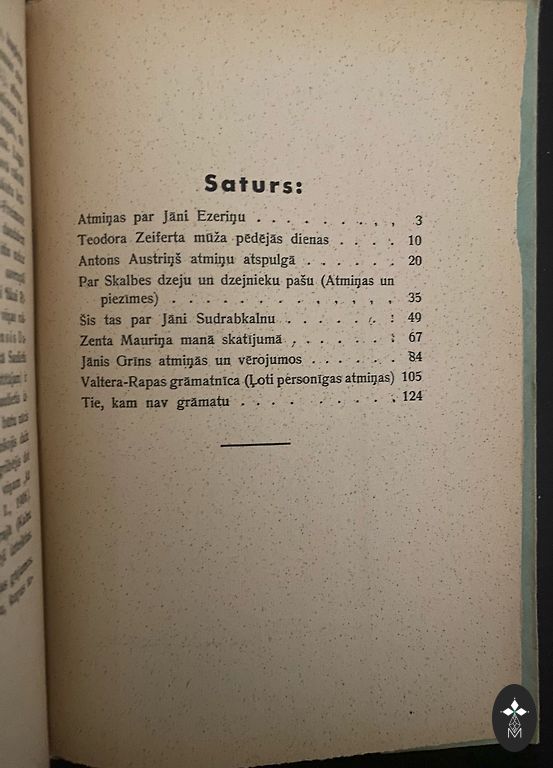 Saturs:
Atmiņas par Jāni Ezeriņu . . . . . . . . , , 3
Teodora Zeiferta mūža pēdējās dienas . . . . 10
Antons Austriņš atmiņu atspulgā . . . . . . 20
Par Skalbes dzeju un dzejnieku pašu (Atmiņas un
piezīmes) . . . . . . . . , , , , , 35
Šis tas par Jāni Sudrabkalnu . . . . . . : 49
Zenta Mauriņa manā skatījumā . . . . . : 67
Jānis Grīns atmiņās un vērojumos . . . . . . 84
Valtera-Rapas grāmatnīca (Ļoti personīgas atmiņas) 105
Tie, kam nav grāmatu . . . . . . . . . 124
M